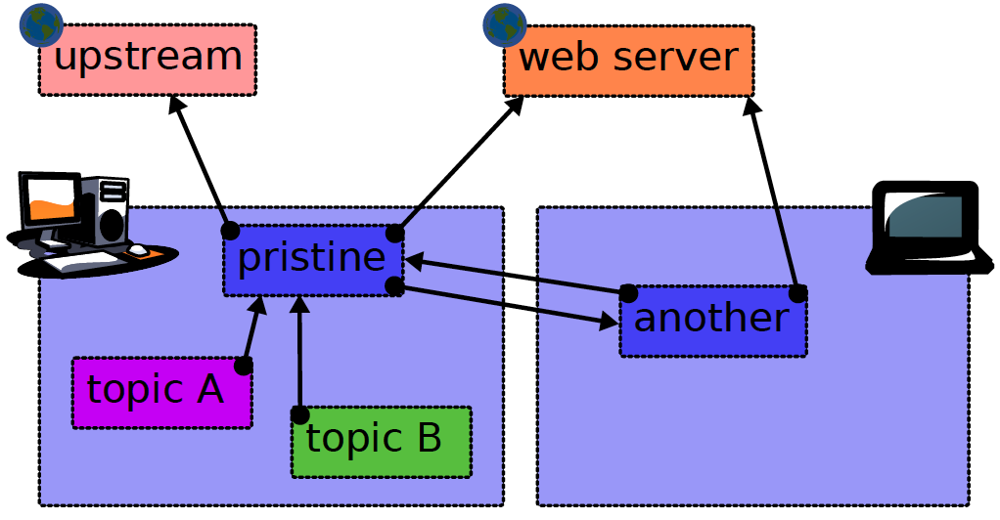 upstream
web server
pristine
another
topic A
topic B